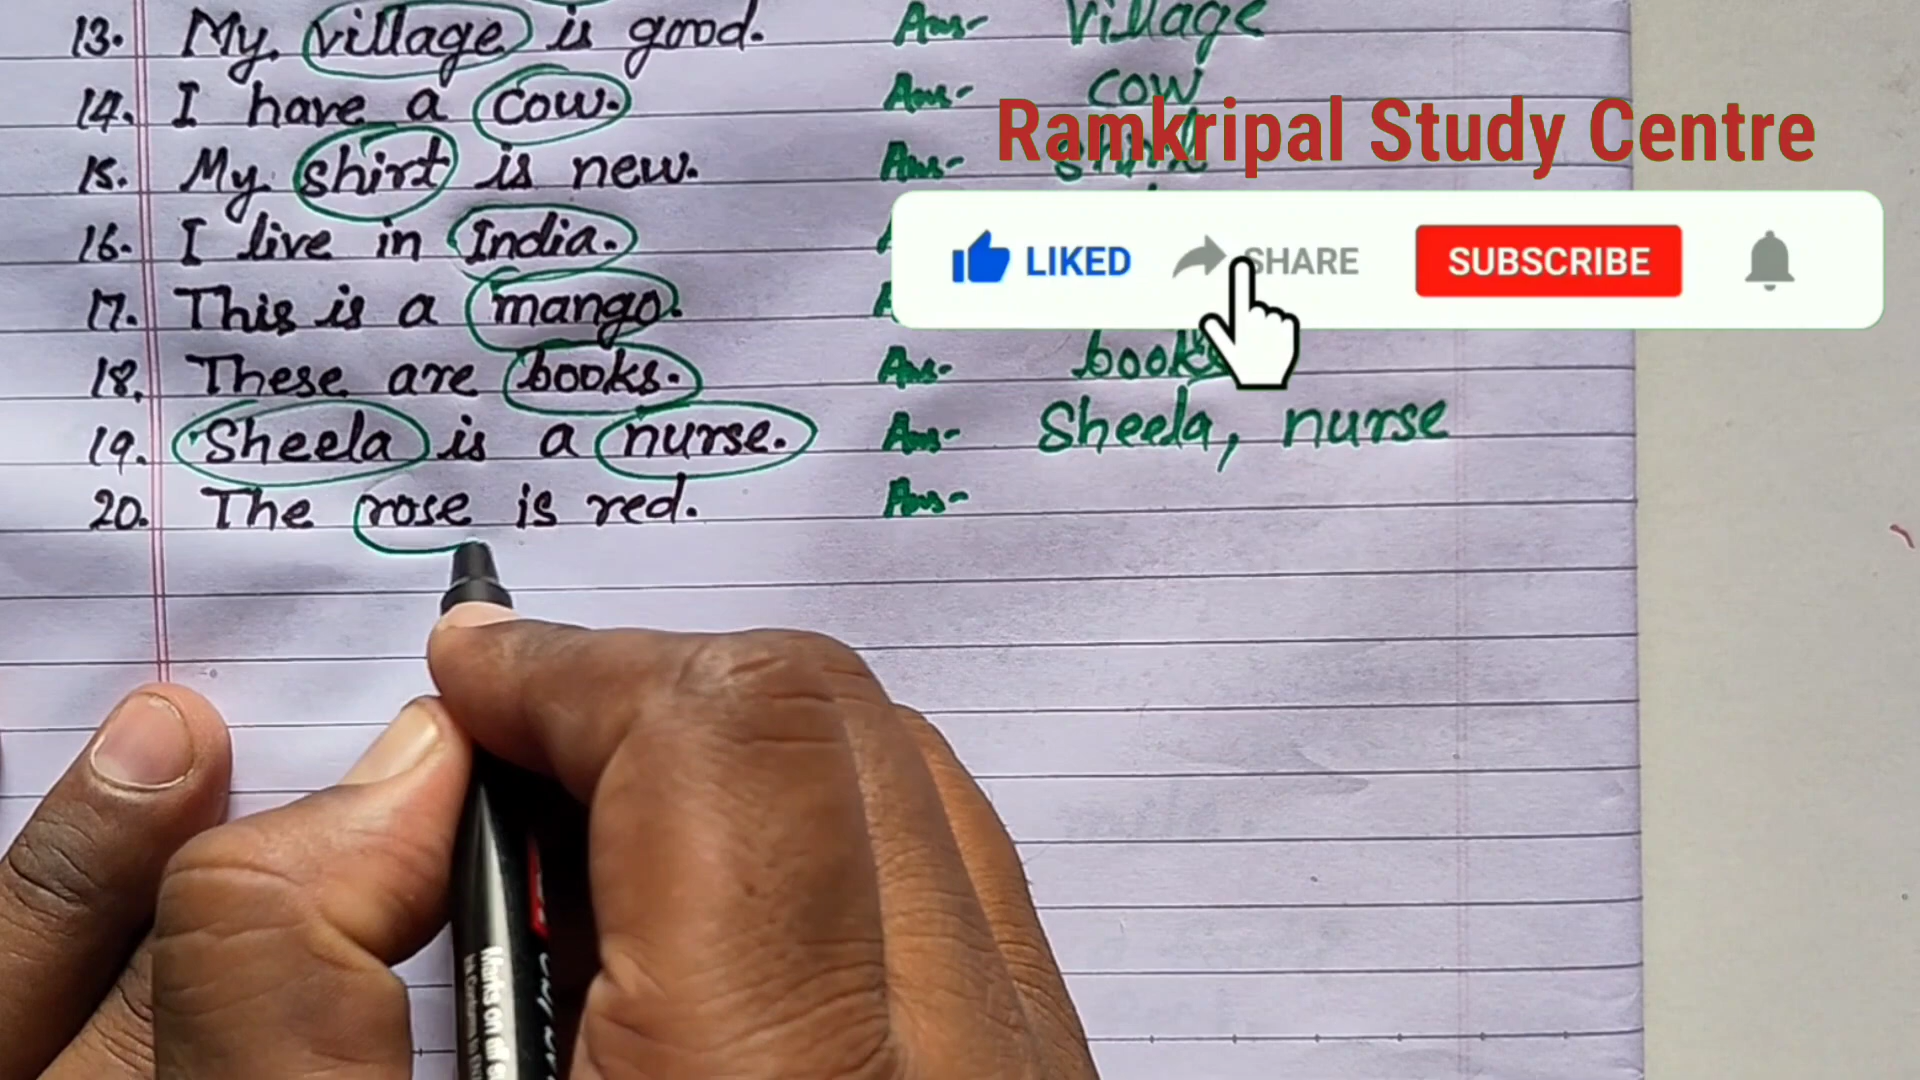 13. My village is good. Ans- Village
14. I have a cow. Ans- cow
Ramkripal Study Centre
15. My shirt is new. Ans- shirt
16. I live in India.
LIKED SHARE SUBSCRIBE
17. This is a mango.
18. These are books. Ans- books
19. Sheela is a nurse. Ans- Sheela, nurse
20. The rose is red. Ans-